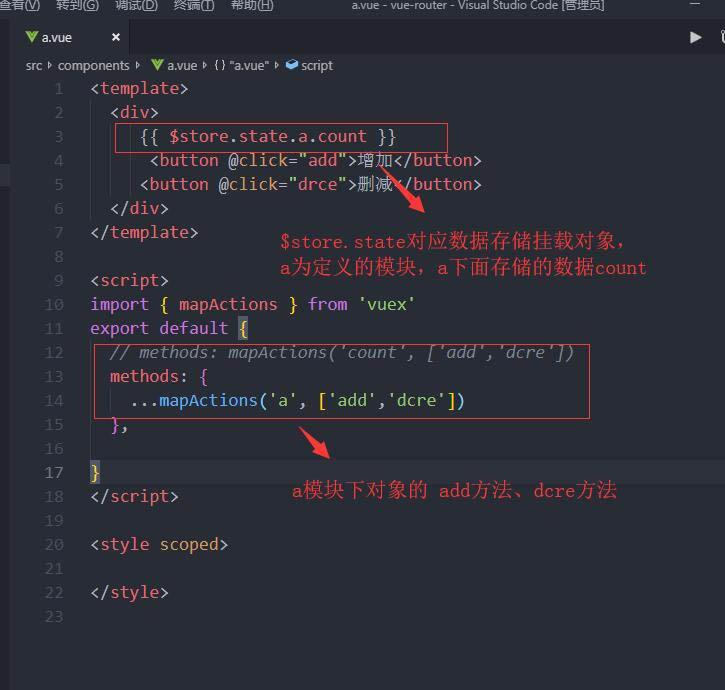 查看(V) 转到(G) 调试(D) 终端(T) 帮助(H) a.vue - vue-router - Visual Studio Code [管理员]
a.vue
src components a.vue {} "a.vue" script
1 <template>
2 <div>
3 {{ $store.state.a.count }}
4 <button @click="add">增加</button>
5 <button @click="drce">删减</button>
6 </div>
7 </template>
$store.state对应数据存储挂载对象,
a为定义的模块，a下面存储的数据count
8
9 <script>
10 import { mapActions } from 'vuex'
11 export default {
12 // methods: mapActions('count', ['add','dcre'])
13 methods: {
14 ...mapActions('a', ['add','dcre'])
15 },
16
17 }
18 </script>
a模块下对象的 add方法、dcre方法
19
20 <style scoped>
21
22 </style>
23